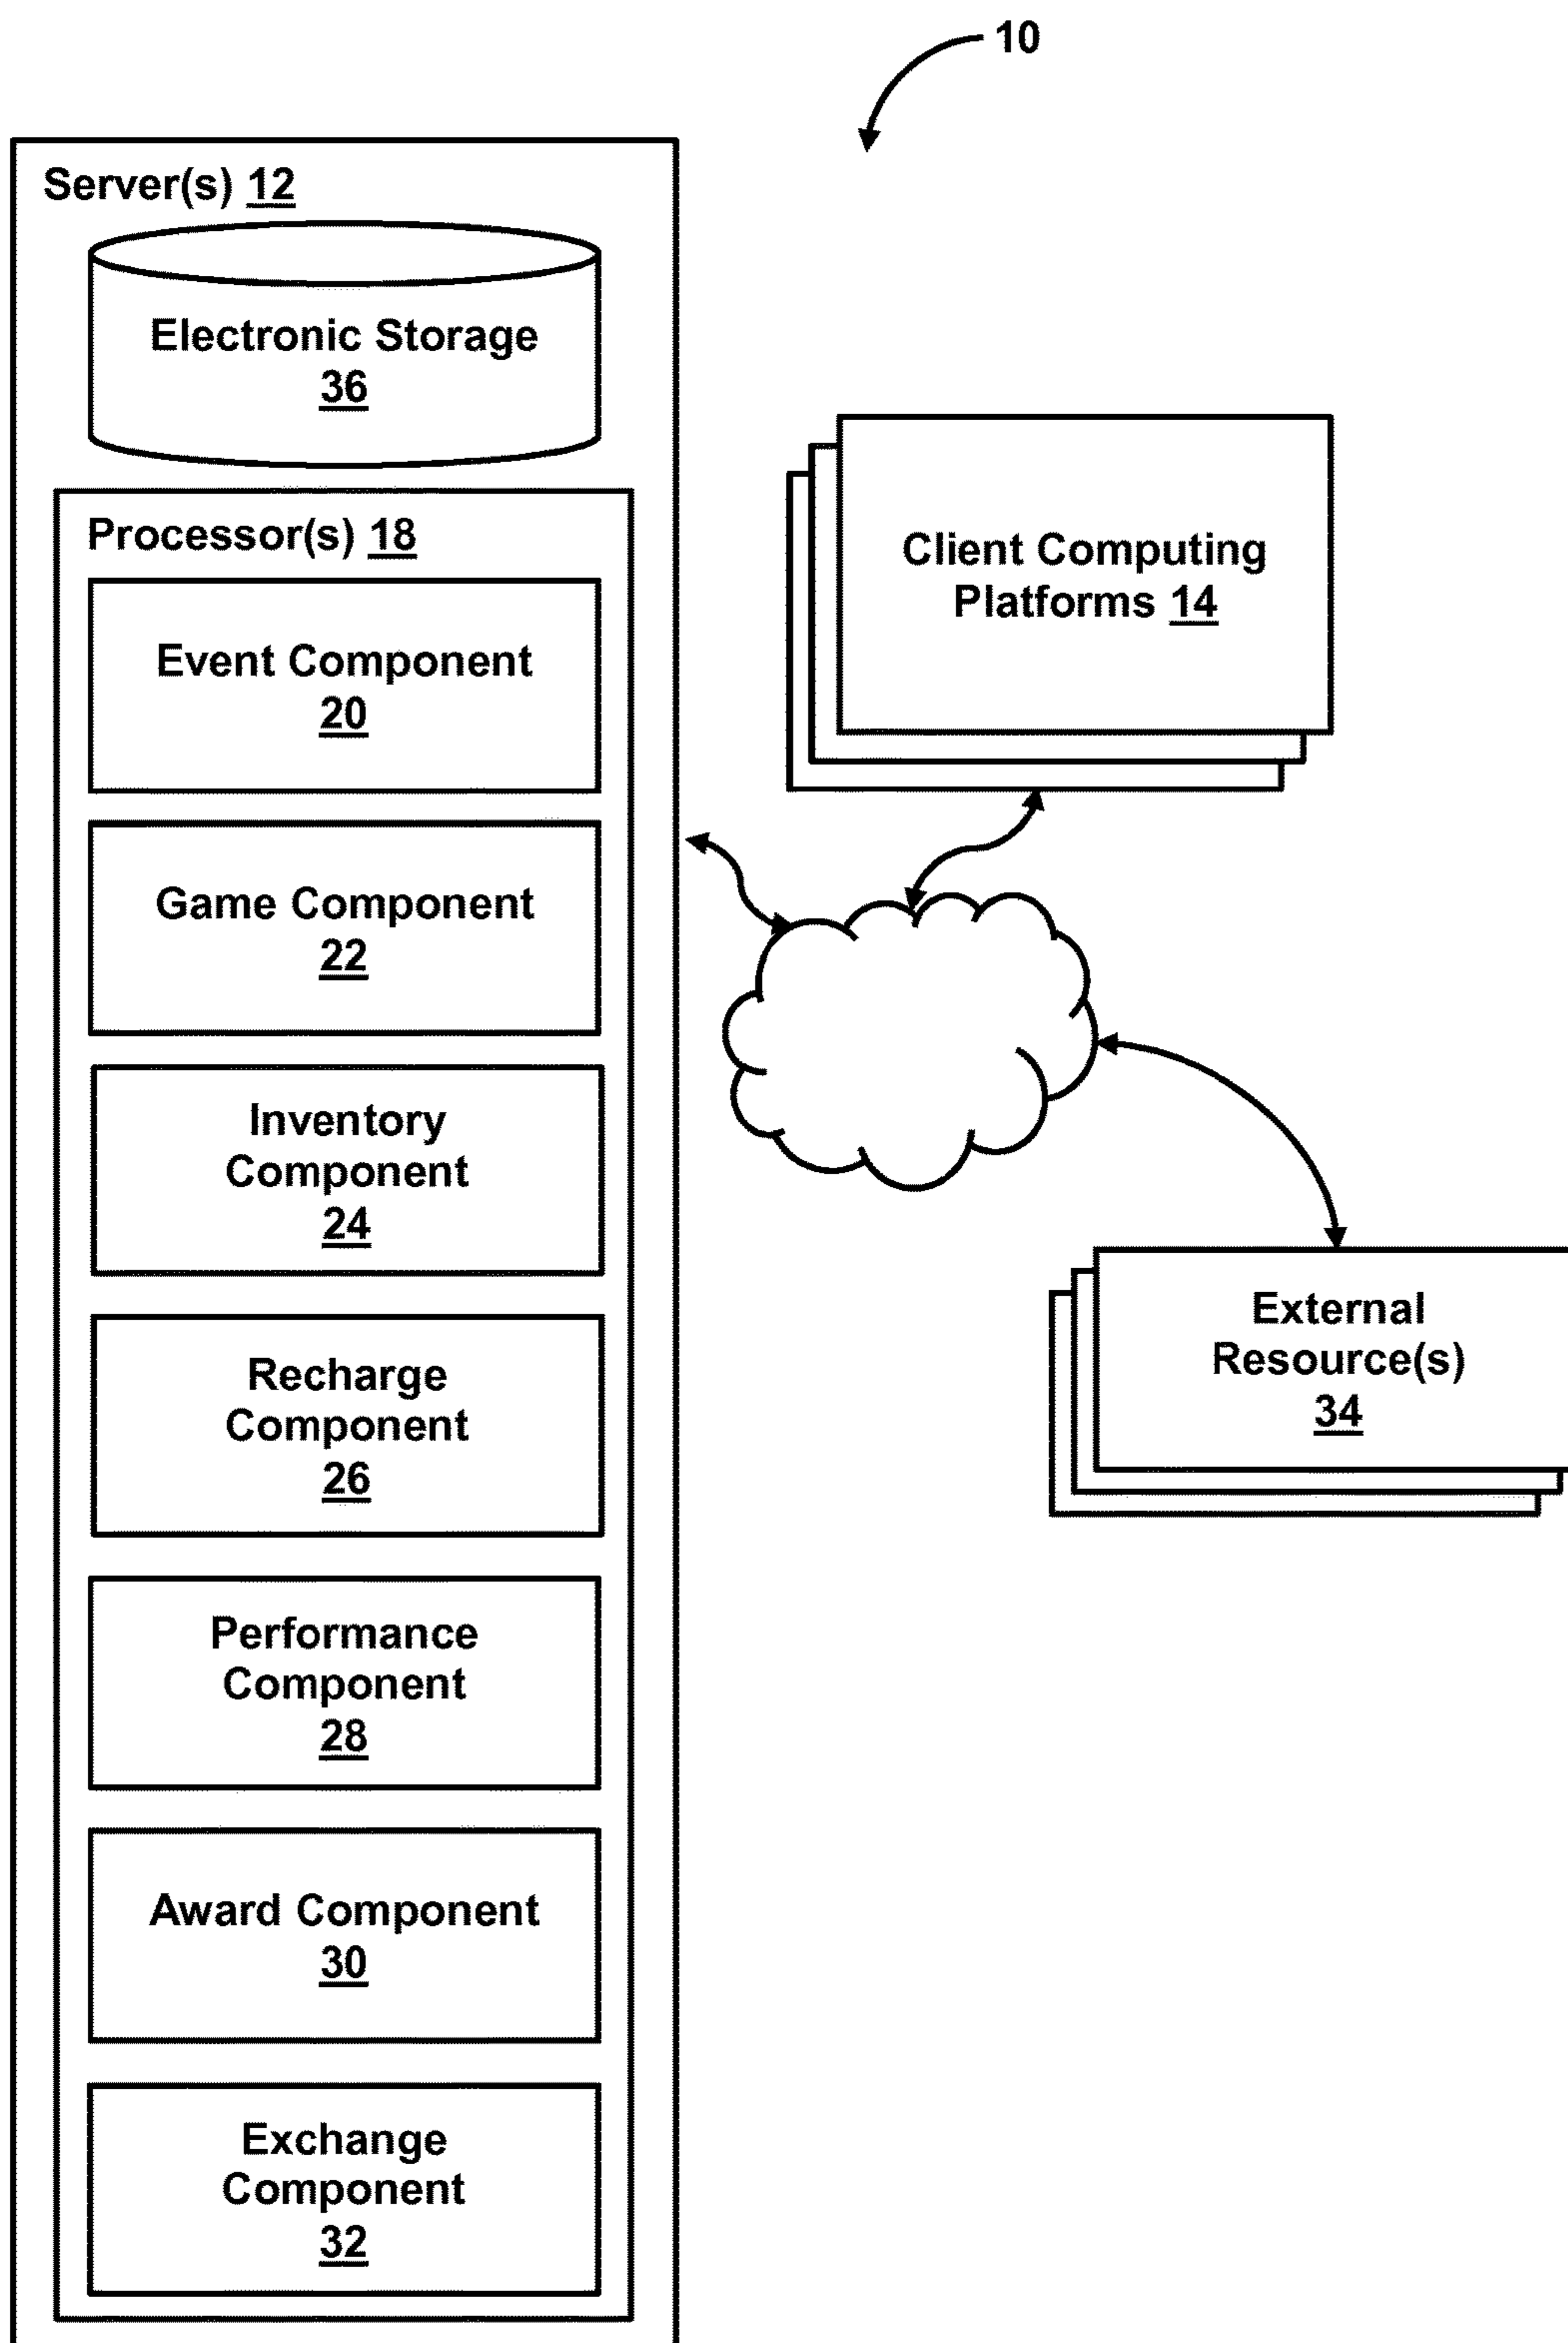 10
Server(s) 12
Electronic Storage
36
Processor(s) 18
Event Component
20
Game Component
22
Inventory
Component
24
Recharge
Component
26
Performance
Component
28
Award Component
30
Exchange
Component
32
Client Computing
Platforms 14
External
Resource(s)
34